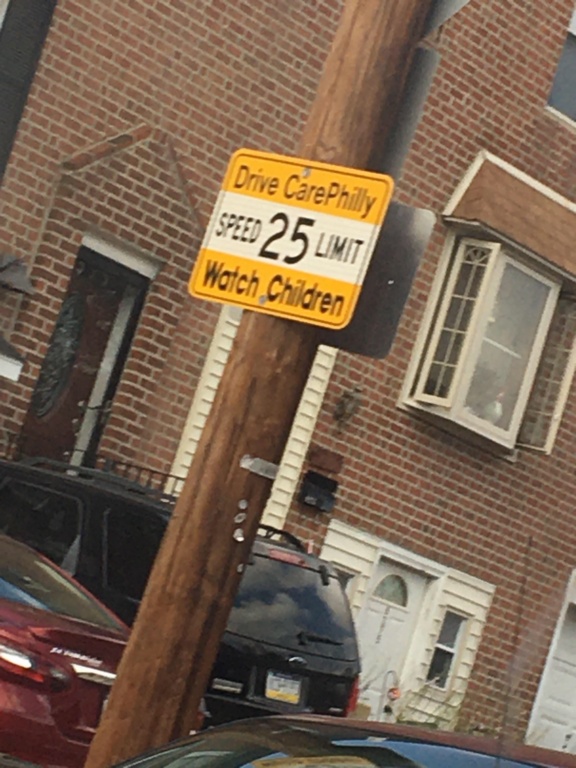 Drive CarePhilly
SPEED 25 LIMIT
Watch Children